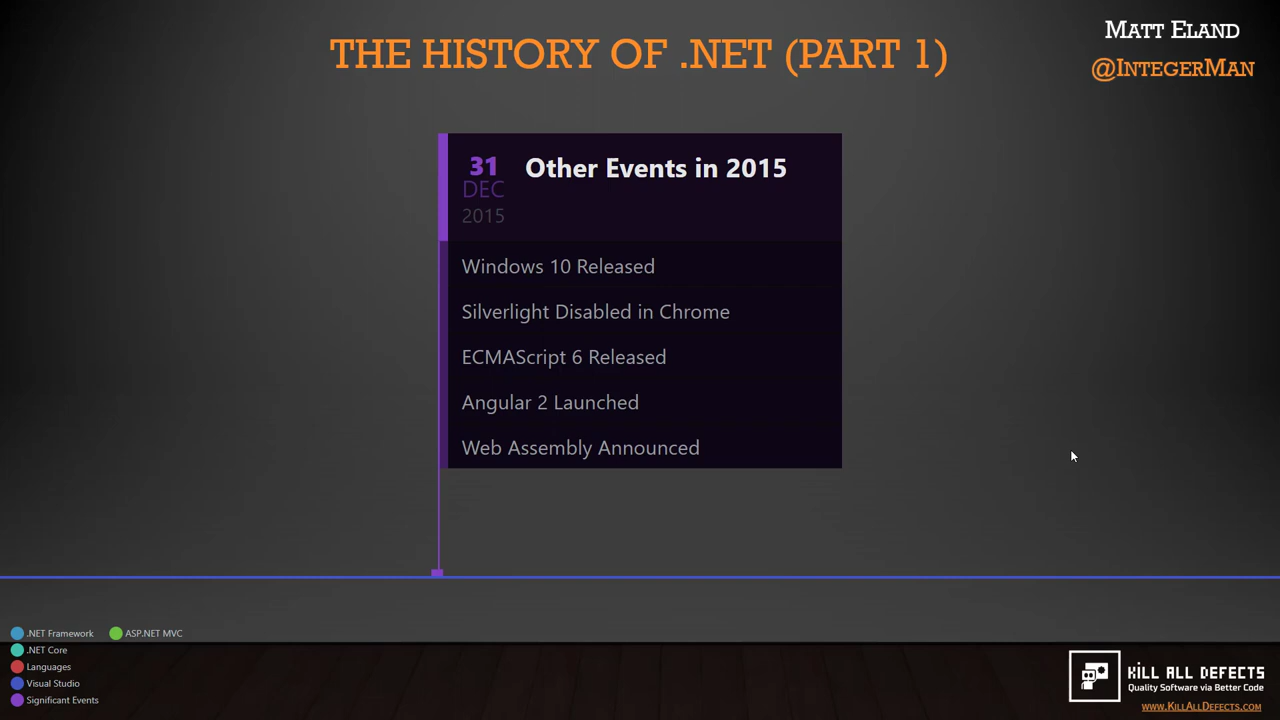 THE HISTORY OF .NET (PART 1)
MATT ELAND
@INTEGERMAN
31
DEC
2015
Other Events in 2015
Windows 10 Released
Silverlight Disabled in Chrome
ECMAScript 6 Released
Angular 2 Launched
Web Assembly Announced
.NET Framework
ASP.NET MVC
.NET Core
Languages
Visual Studio
Significant Events
KILL ALL DEFECTS
Quality Software via Better Code
WWW.KILLALLDEFECTS.COM